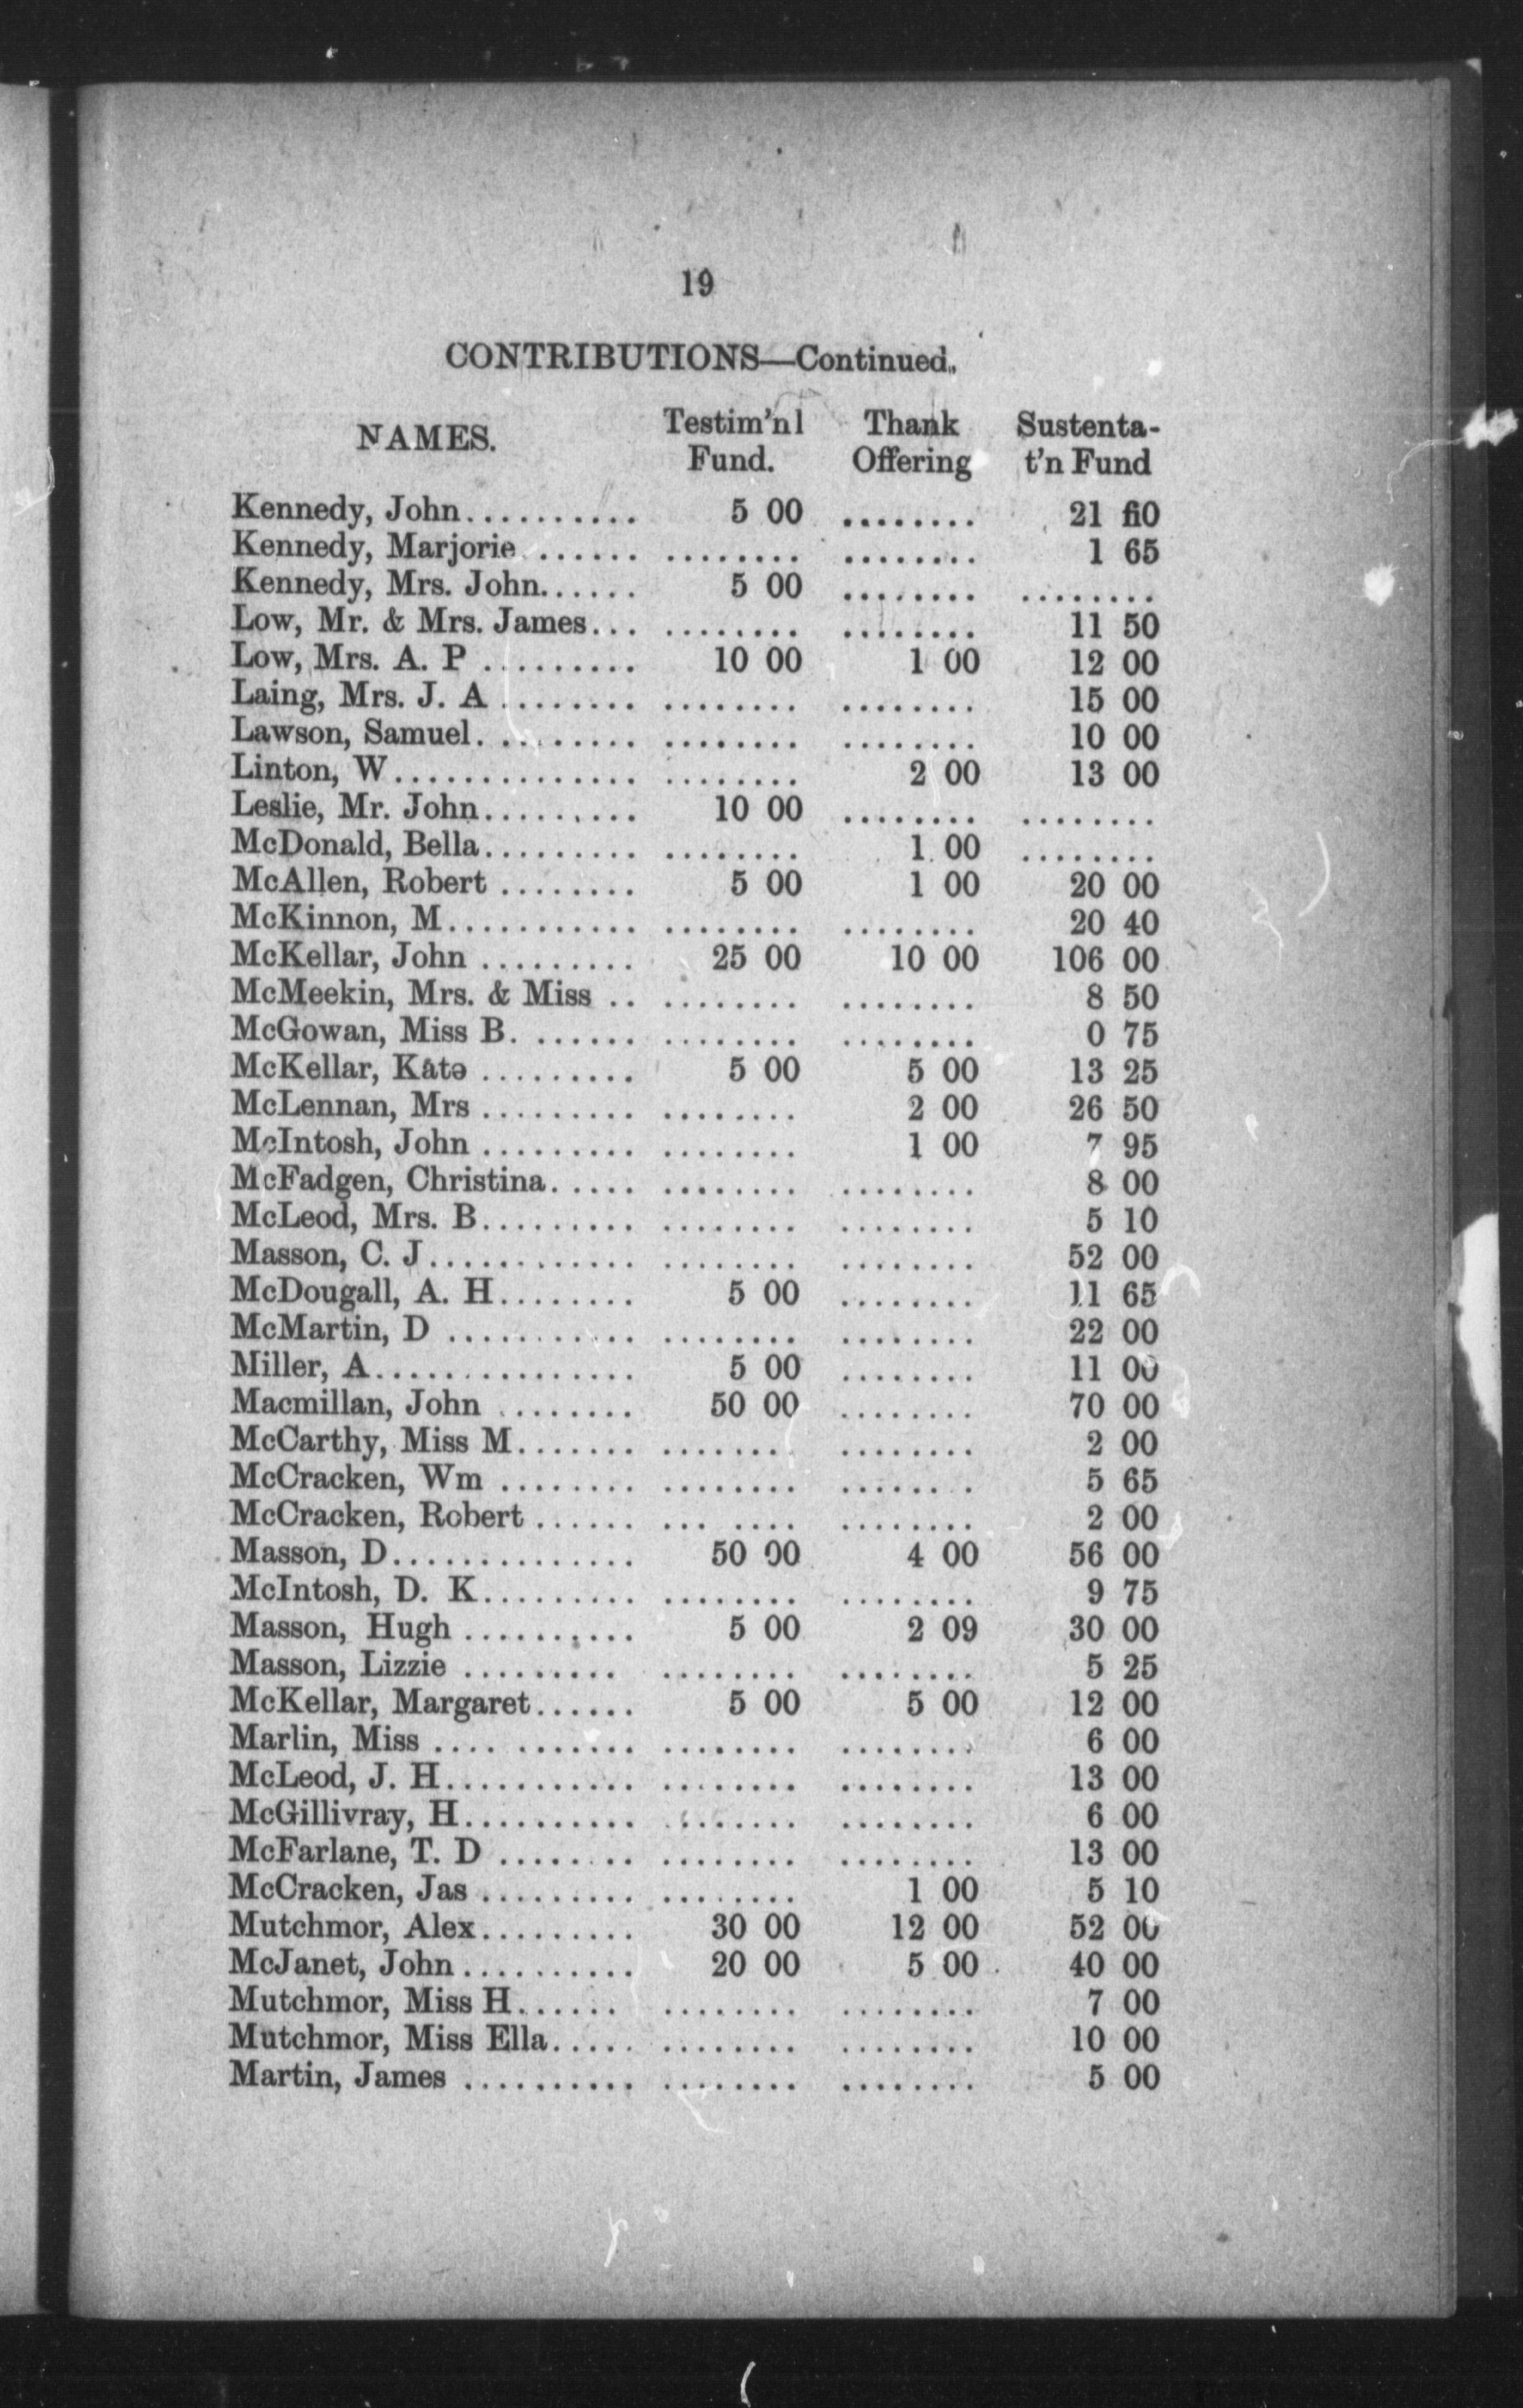 19
CONTRIBUTIONS—Continued.
NAMES. Testim'nl Fund. Thank Offering Sustenta-t'n Fund
Kennedy, John.......... 5 00 ........ 21 60
Kennedy, Marjorie ...... ........ ........ 1 65
Kennedy, Mrs. John...... 5 00 ........ ........
Low, Mr. & Mrs. James... ........ ........ 11 50
Low, Mrs. A. P ......... 10 00 1 00 12 00
Laing, Mrs. J. A ........ ........ ........ 15 00
Lawson, Samuel......... ........ ........ 10 00
Linton, W.............. ........ 2 00 13 00
Leslie, Mr. John......... 10 00 ........ ........
McDonald, Bella......... ........ 1 00 ........
McAllen, Robert ........ 5 00 1 00 20 00
McKinnon, M........... ........ ........ 20 40
McKellar, John ......... 25 00 10 00 106 00
McMeekin, Mrs. & Miss .. ........ ........ 8 50
McGowan, Miss B. ...... ........ ........ 0 75
McKellar, Kate ......... 5 00 5 00 13 25
McLennan, Mrs ......... ........ 2 00 26 50
McIntosh, John ......... ........ 1 00 7 95
McFadgen, Christina..... ........ ........ 8 00
McLeod, Mrs. B......... ........ ........ 5 10
Masson, C. J............ ........ ........ 52 00
McDougall, A. H........ 5 00 ........ 11 65
McMartin, D ........... ........ ........ 22 00
Miller, A............... 5 00 ........ 11 00
Macmillan, John ........ 50 00 ........ 70 00
McCarthy, Miss M....... ........ ........ 2 00
McCracken, Wm ........ ........ ........ 5 65
McCracken, Robert ...... ... .... ........ 2 00
Masson, D.............. 50 00 4 00 56 00
McIntosh, D. K......... ........ ........ 9 75
Masson, Hugh .......... 5 00 2 09 30 00
Masson, Lizzie ......... ........ ........ 5 25
McKellar, Margaret...... 5 00 5 00 12 00
Marlin, Miss .... ....... ........ ........ 6 00
McLeod, J. H........... ........ ........ 13 00
McGillivray, H.......... ........ ........ 6 00
McFarlane, T. D ........ ........ ........ 13 00
McCracken, Jas ......... ........ 1 00 5 10
Mutchmor, Alex......... 30 00 12 00 52 00
McJanet, John .......... 20 00 5 00 40 00
Mutchmor, Miss H...... ........ ........ 7 00
Mutchmor, Miss Ella..... ........ ........ 10 00
Martin, James .......... ........ ........ 5 00